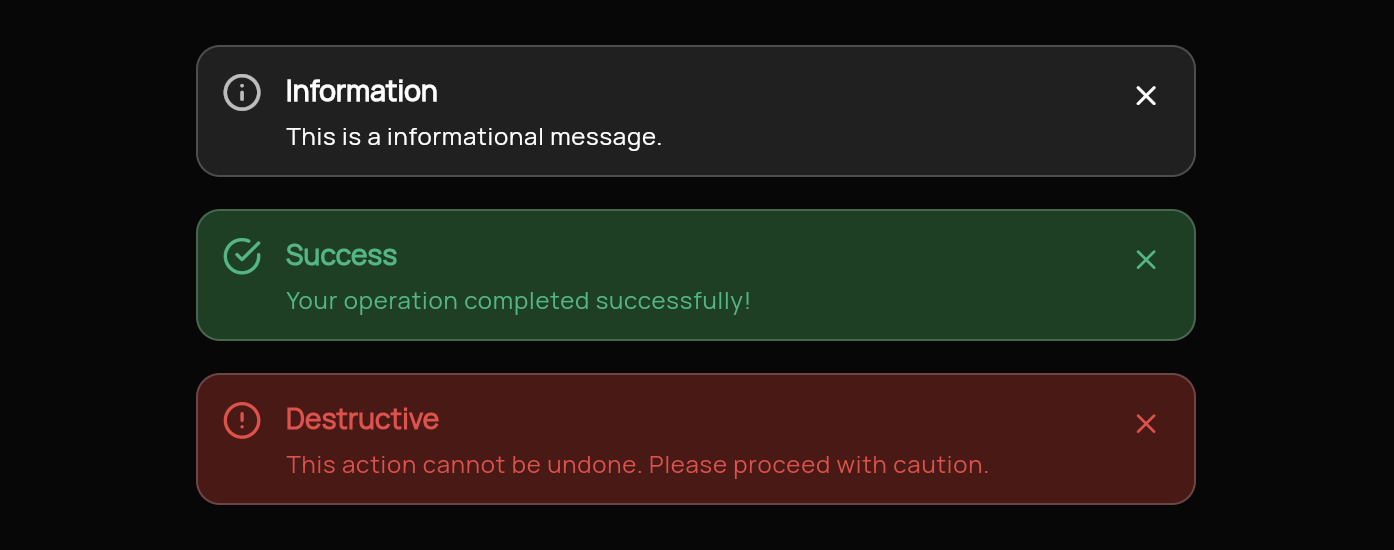 Information
This is a informational message.
Success
Your operation completed successfully!
Destructive
This action cannot be undone. Please proceed with caution.